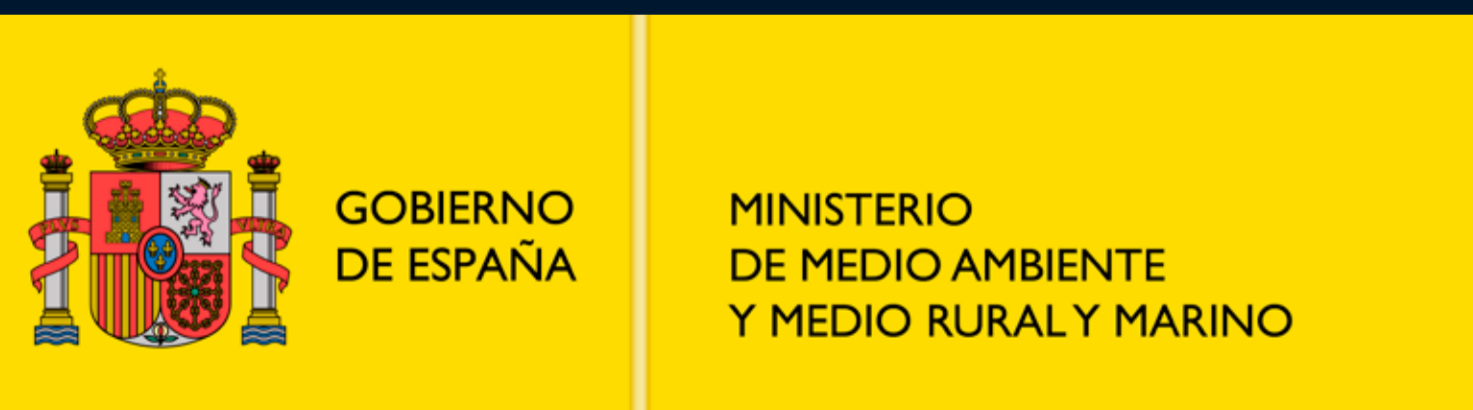 GOBIERNO
DE ESPAÑA
MINISTERIO
DE MEDIO AMBIENTE
Y MEDIO RURAL Y MARINO